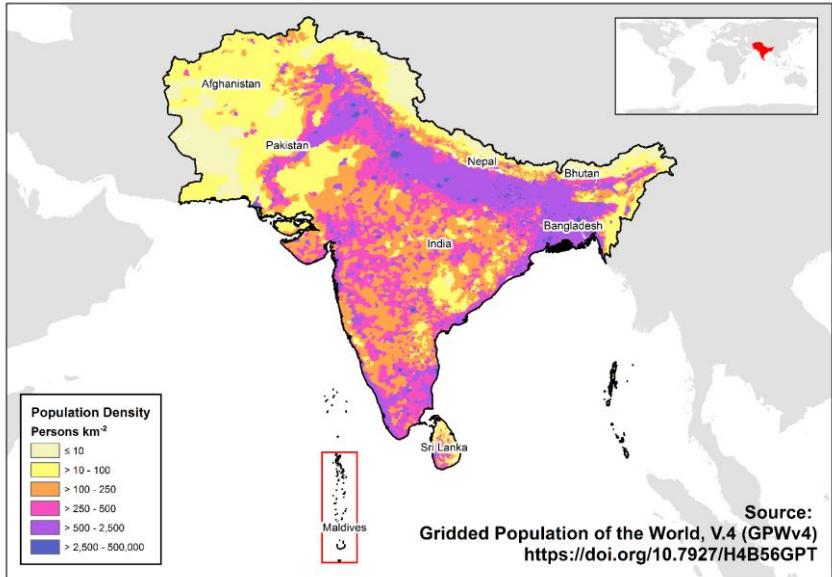 Afghanistan
Pakistan
Nepal
Bhutan
Bangladesh
India
Sri Lanka
Maldives
Population Density
Persons km⁻²
≤ 10
> 10 - 100
> 100 - 250
> 250 - 500
> 500 - 2,500
> 2,500 - 500,000
Source:
Gridded Population of the World, V.4 (GPWv4)
https://doi.org/10.7927/H4B56GPT